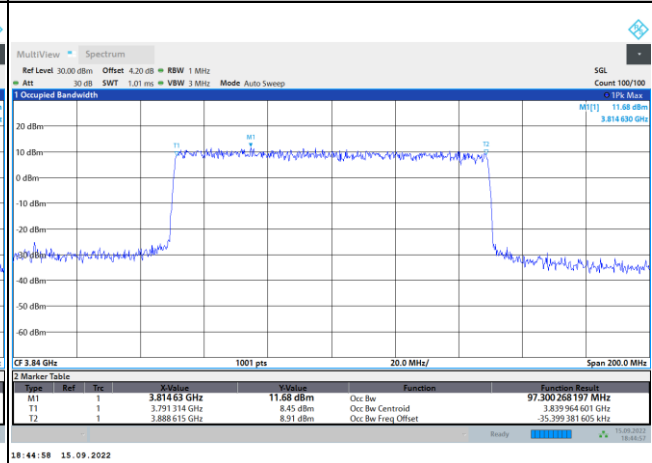 MultiView Spectrum
Ref Level 30.00 dBm Offset 4.20 dB RBW 1 MHz SGL
Att 30 dB SWT 1.01 ms VBW 3 MHz Mode Auto Sweep Count 100/100
1 Occupied Bandwidth 1Pk Max
M1[1] 11.68 dBm
3.814 630 GHz
20 dBm
M1
T1
T2
10 dBm
0 dBm
-10 dBm
-20 dBm
-30 dBm
-40 dBm
-50 dBm
-60 dBm
CF 3.84 GHz 1001 pts 20.0 MHz/ Span 200.0 MHz
2 Marker Table
Type Ref Trc X-Value Y-Value Function Function Result
M1 1 3.814 63 GHz 11.68 dBm Occ Bw 97.300 268 197 MHz
T1 1 3.791 314 GHz 8.45 dBm Occ Bw Centroid 3.839 964 601 GHz
T2 1 3.888 615 GHz 8.91 dBm Occ Bw Freq Offset -35.399 381 605 kHz
Ready 15.09.2022
18:44:57
18:44:58 15.09.2022